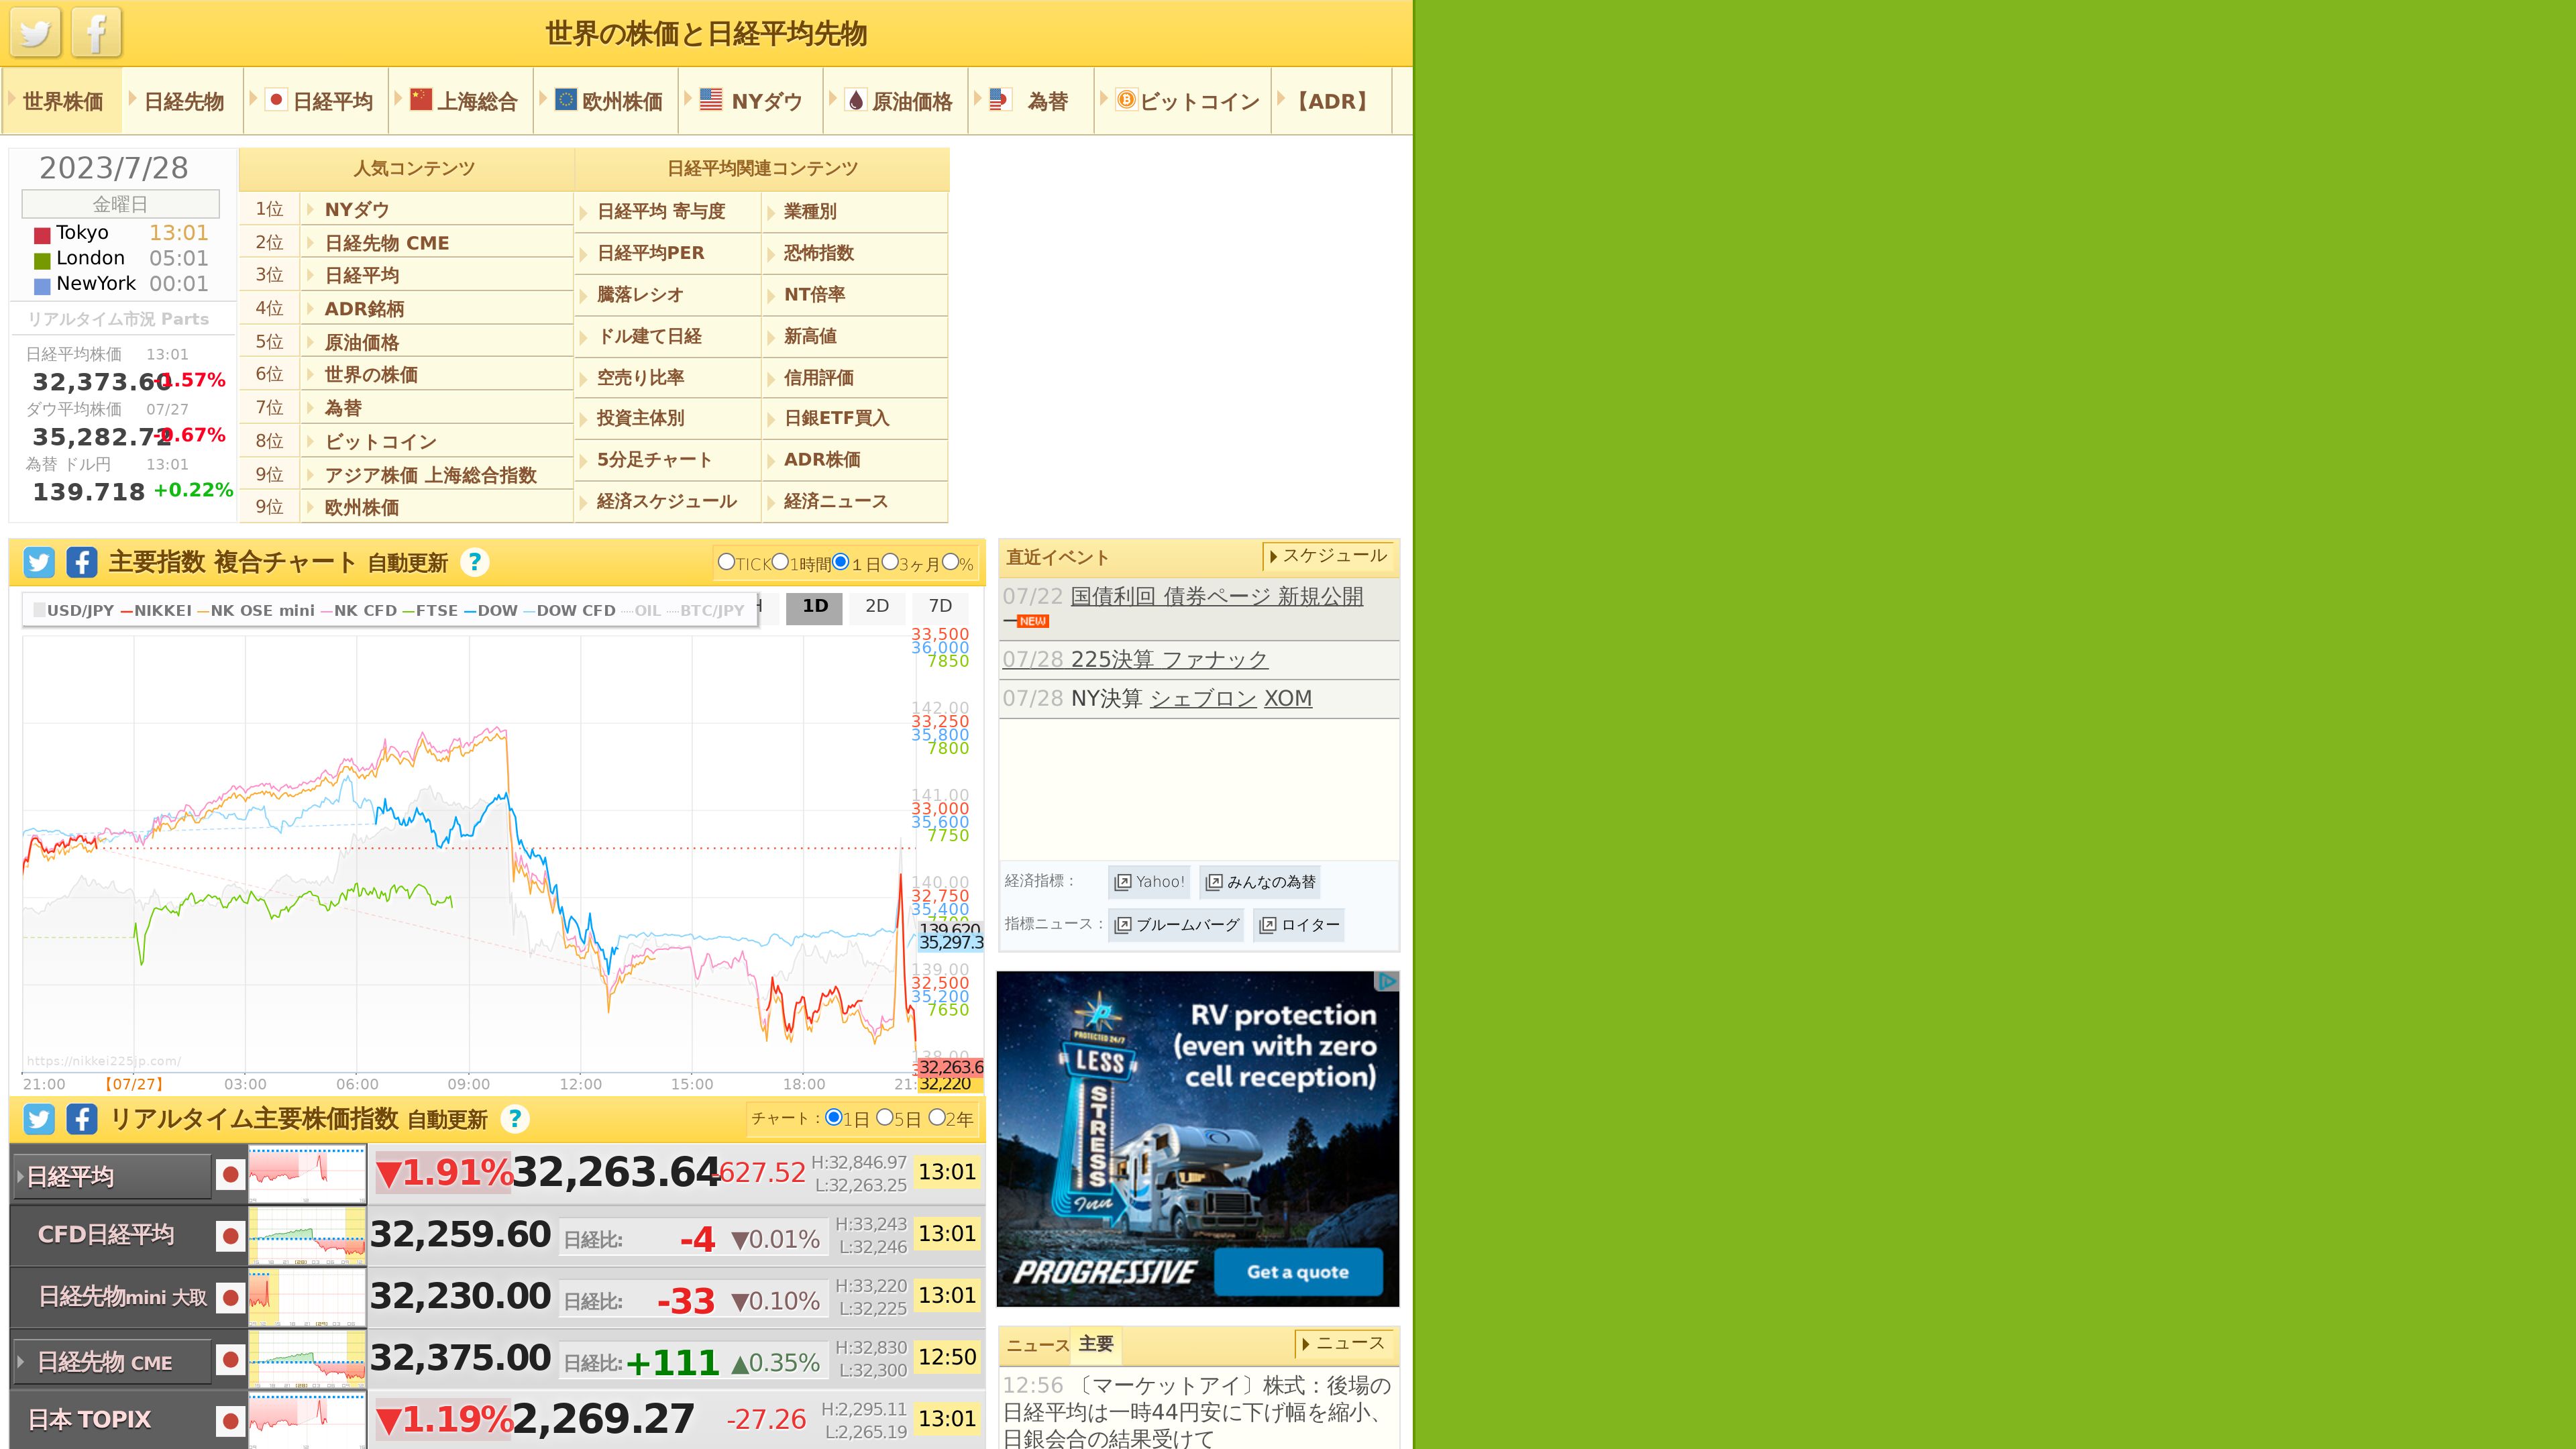 世界の株価と日経平均先物
世界株価 日経先物 日経平均 上海総合 欧州株価 NYダウ 原油価格 為替 ビットコイン 【ADR】
2023/7/28
金曜日
Tokyo 13:01
London 05:01
NewYork 00:01
リアルタイム市況 Parts
日経平均株価 13:01
32,373.60 -1.57%
ダウ平均株価 07/27
35,282.72 -0.67%
為替 ドル円 13:01
139.718 +0.22%
人気コンテンツ
1位 NYダウ
2位 日経先物 CME
3位 日経平均
4位 ADR銘柄
5位 原油価格
6位 世界の株価
7位 為替
8位 ビットコイン
9位 アジア株価 上海総合指数
9位 欧州株価
日経平均関連コンテンツ
日経平均 寄与度 業種別
日経平均PER 恐怖指数
騰落レシオ NT倍率
ドル建て日経 新高値
空売り比率 信用評価
投資主体別 日銀ETF買入
5分足チャート ADR株価
経済スケジュール 経済ニュース
主要指数 複合チャート 自動更新 ? TICK 1時間 1日 3ヶ月 %
USD/JPY NIKKEI NK OSE mini NK CFD FTSE DOW DOW CFD OIL BTC/JPY
1D 2D 7D
33,500
36,000
7850
142.00
33,250
35,800
7800
141.00
33,000
35,600
7750
140.00
32,750
35,400
139.620
35,297.3
139.00
32,500
35,200
7650
32,263.6
32,220
https://nikkei225jp.com/
21:00 【07/27】 03:00 06:00 09:00 12:00 15:00 18:00
リアルタイム主要株価指数 自動更新 ? チャート： 1日 5日 2年
日経平均 ▼1.91% 32,263.64 -627.52 H:32,846.97 L:32,263.25 13:01
CFD日経平均 32,259.60 日経比: -4 ▼0.01% H:33,243 L:32,246 13:01
日経先物mini 大取 32,230.00 日経比: -33 ▼0.10% H:33,220 L:32,225 13:01
日経先物 CME 32,375.00 日経比: +111 ▲0.35% H:32,830 L:32,300 12:50
日本 TOPIX ▼1.19% 2,269.27 -27.26 H:2,295.11 L:2,265.19 13:01
直近イベント スケジュール
07/22 国債利回 債券ページ 新規公開
NEW
07/28 225決算 ファナック
07/28 NY決算 シェブロン XOM
経済指標： Yahoo! みんなの為替
指標ニュース： ブルームバーグ ロイター
RV protection
(even with zero
cell reception)
PROTECTED 24/7
LESS
STRESS
Inn
PROGRESSIVE
Get a quote
ニュース 主要 ニュース
12:56 〔マーケットアイ〕株式：後場の
日経平均は一時44円安に下げ幅を縮小、
日銀会合の結果受けて